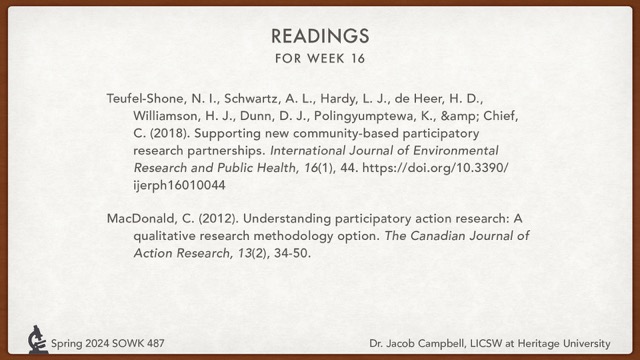 READINGS
FOR WEEK 16
Teufel-Shone, N. I., Schwartz, A. L., Hardy, L. J., de Heer, H. D.,
Williamson, H. J., Dunn, D. J., Polingyumptewa, K., &amp; Chief,
C. (2018). Supporting new community-based participatory
research partnerships. International Journal of Environmental
Research and Public Health, 16(1), 44. https://doi.org/10.3390/
ijerph16010044
MacDonald, C. (2012). Understanding participatory action research: A
qualitative research methodology option. The Canadian Journal of
Action Research, 13(2), 34-50.
Spring 2024 SOWK 487
Dr. Jacob Campbell, LICSW at Heritage University